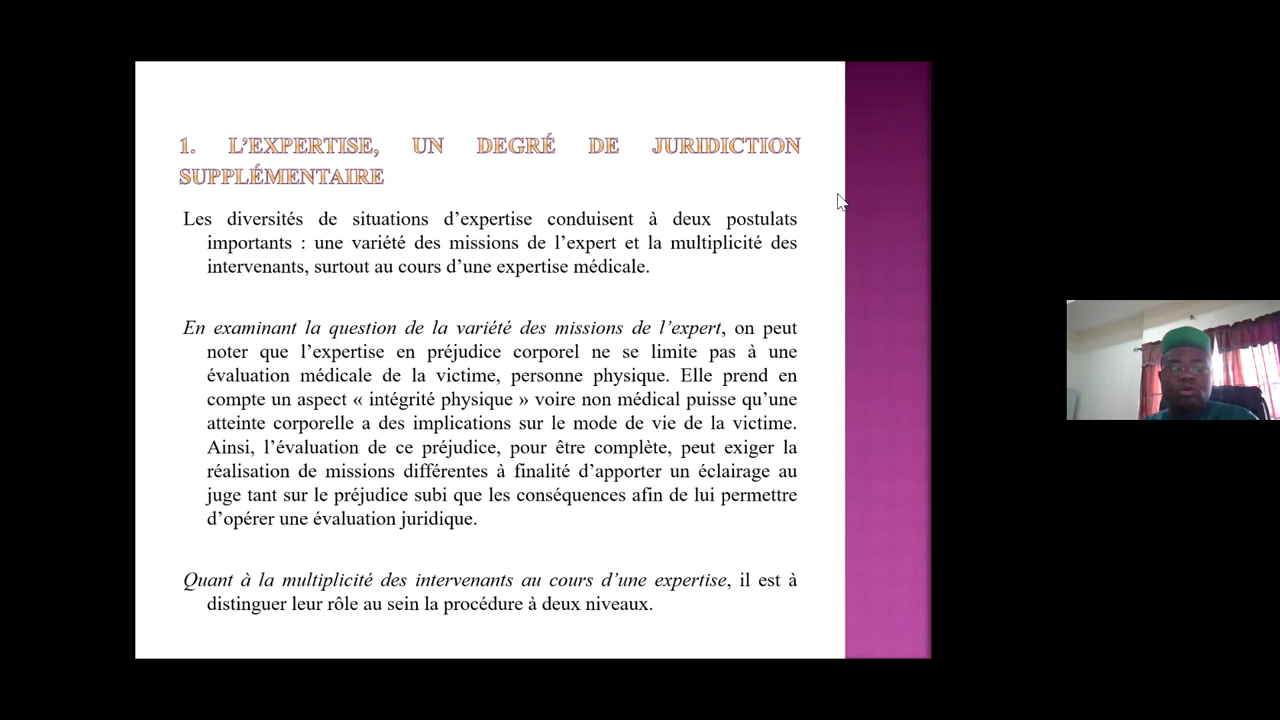 1. L’EXPERTISE, UN DEGRÉ DE JURIDICTION
SUPPLÉMENTAIRE
Les diversités de situations d’expertise conduisent à deux postulats
importants : une variété des missions de l’expert et la multiplicité des
intervenants, surtout au cours d’une expertise médicale.
En examinant la question de la variété des missions de l’expert, on peut
noter que l’expertise en préjudice corporel ne se limite pas à une
évaluation médicale de la victime, personne physique. Elle prend en
compte un aspect « intégrité physique » voire non médical puisse qu’une
atteinte corporelle a des implications sur le mode de vie de la victime.
Ainsi, l’évaluation de ce préjudice, pour être complète, peut exiger la
réalisation de missions différentes à finalité d’apporter un éclairage au
juge tant sur le préjudice subi que les conséquences afin de lui permettre
d’opérer une évaluation juridique.
Quant à la multiplicité des intervenants au cours d’une expertise, il est à
distinguer leur rôle au sein la procédure à deux niveaux.